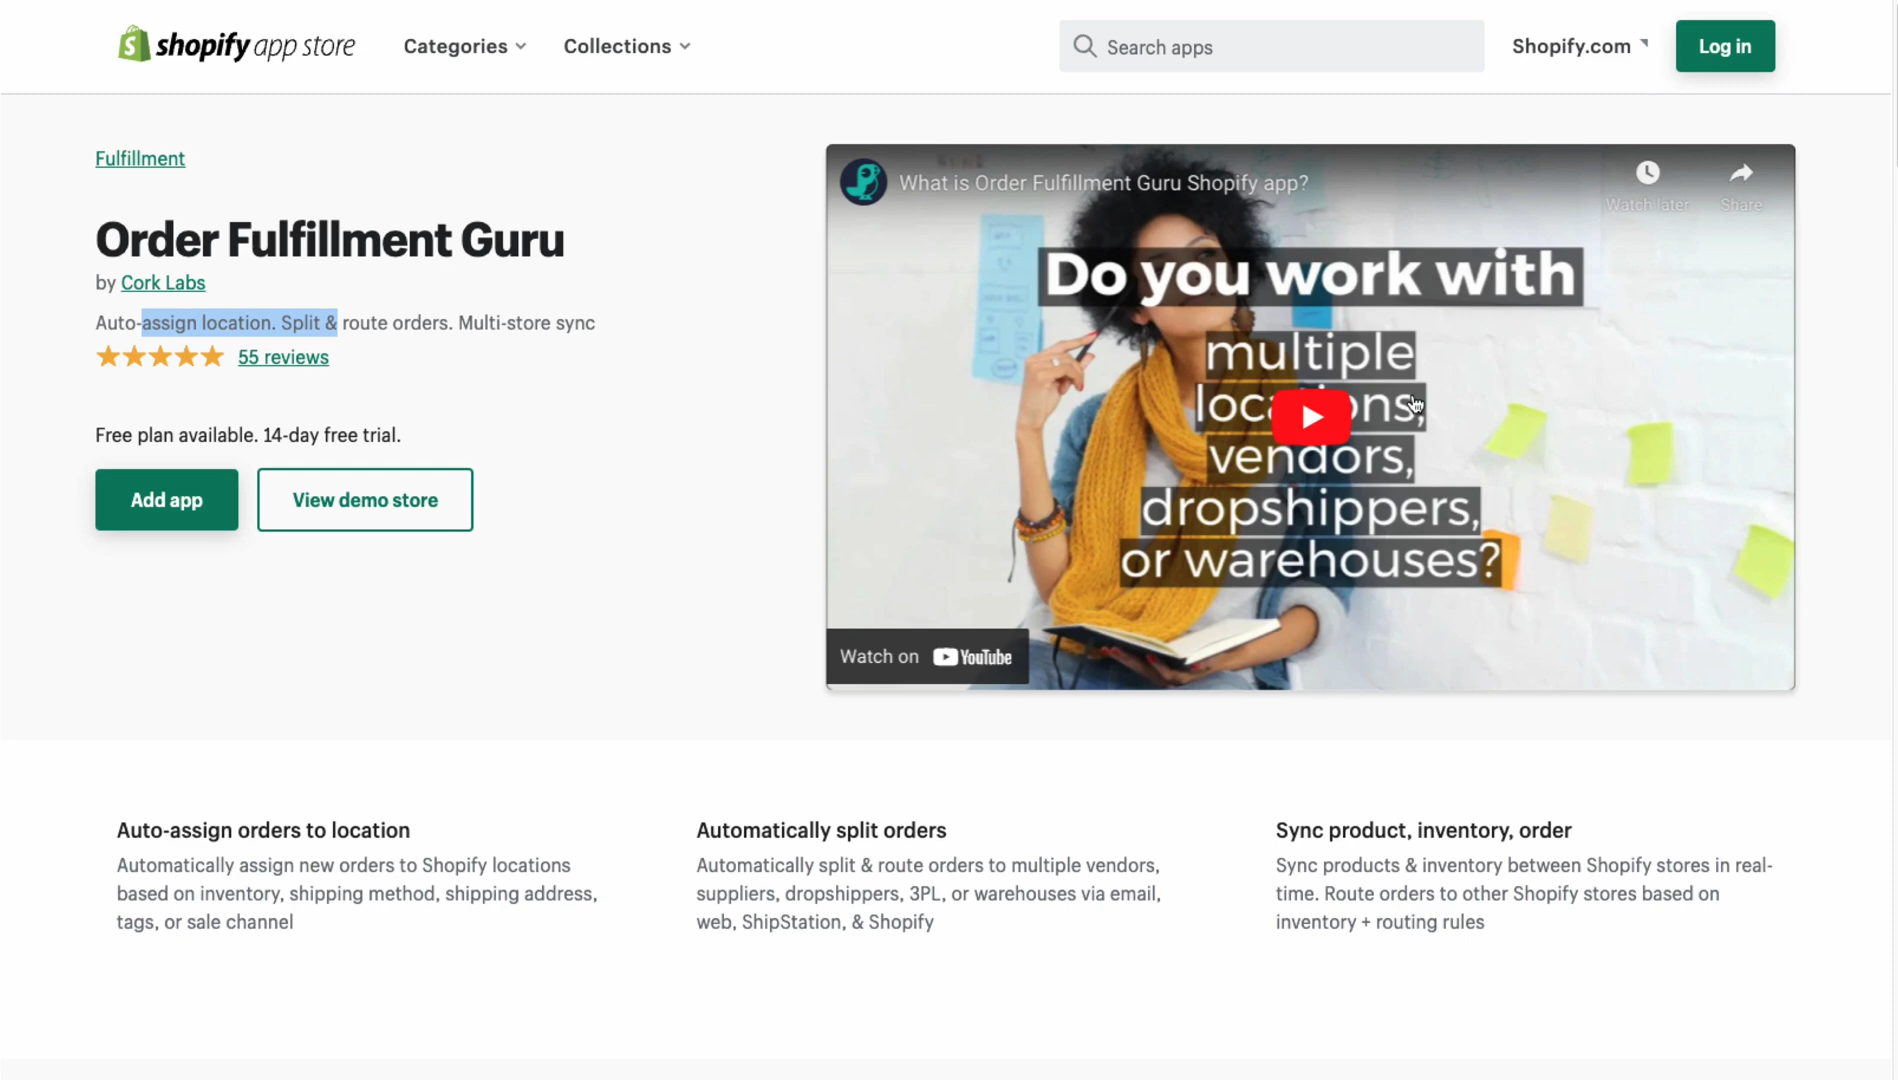 shopify app store
Categories
Collections
Search apps
Shopify.com
Log in
Fulfillment
Order Fulfillment Guru
by Cork Labs
Auto-assign location. Split & route orders. Multi-store sync
55 reviews
Free plan available. 14-day free trial.
Add app
View demo store
What is Order Fulfillment Guru Shopify app?
Watch later
Share
Do you work with
multiple
vendors,
dropshippers,
or warehouses?
Watch on YouTube
Auto-assign orders to location
Automatically assign new orders to Shopify locations
based on inventory, shipping method, shipping address,
tags, or sale channel
Automatically split orders
Automatically split & route orders to multiple vendors,
suppliers, dropshippers, 3PL, or warehouses via email,
web, ShipStation, & Shopify
Sync product, inventory, order
Sync products & inventory between Shopify stores in real-
time. Route orders to other Shopify stores based on
inventory + routing rules